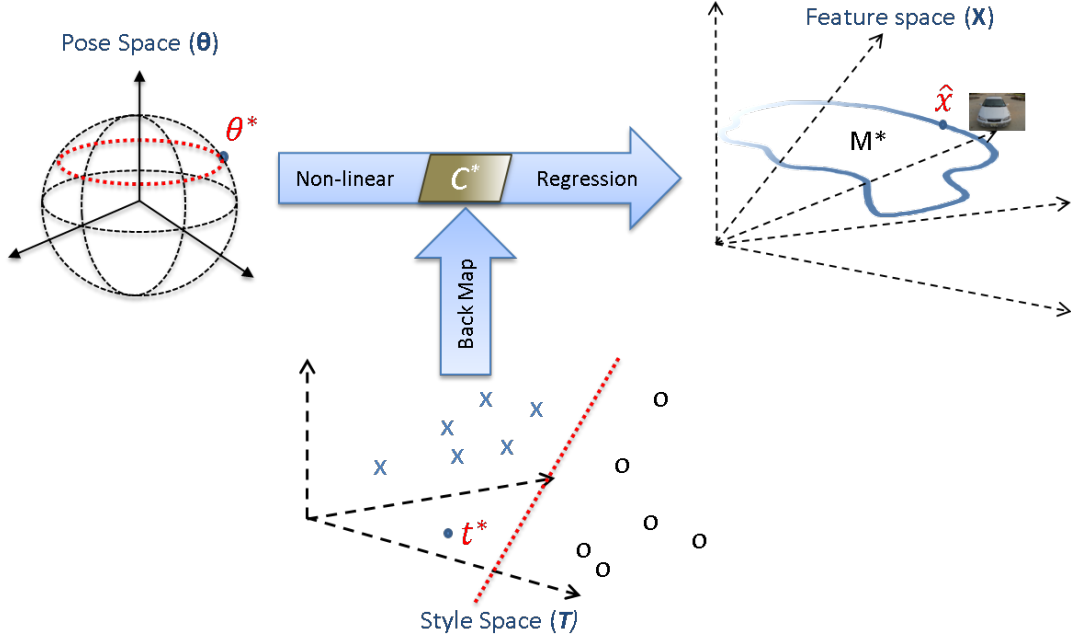 Pose Space (θ)
θ*
Non-linear
C*
Regression
Back Map
Feature space (X)
x̂
M*
x
x
x
x
x
x
o
o
o
o
o
o
t*
Style Space (T)